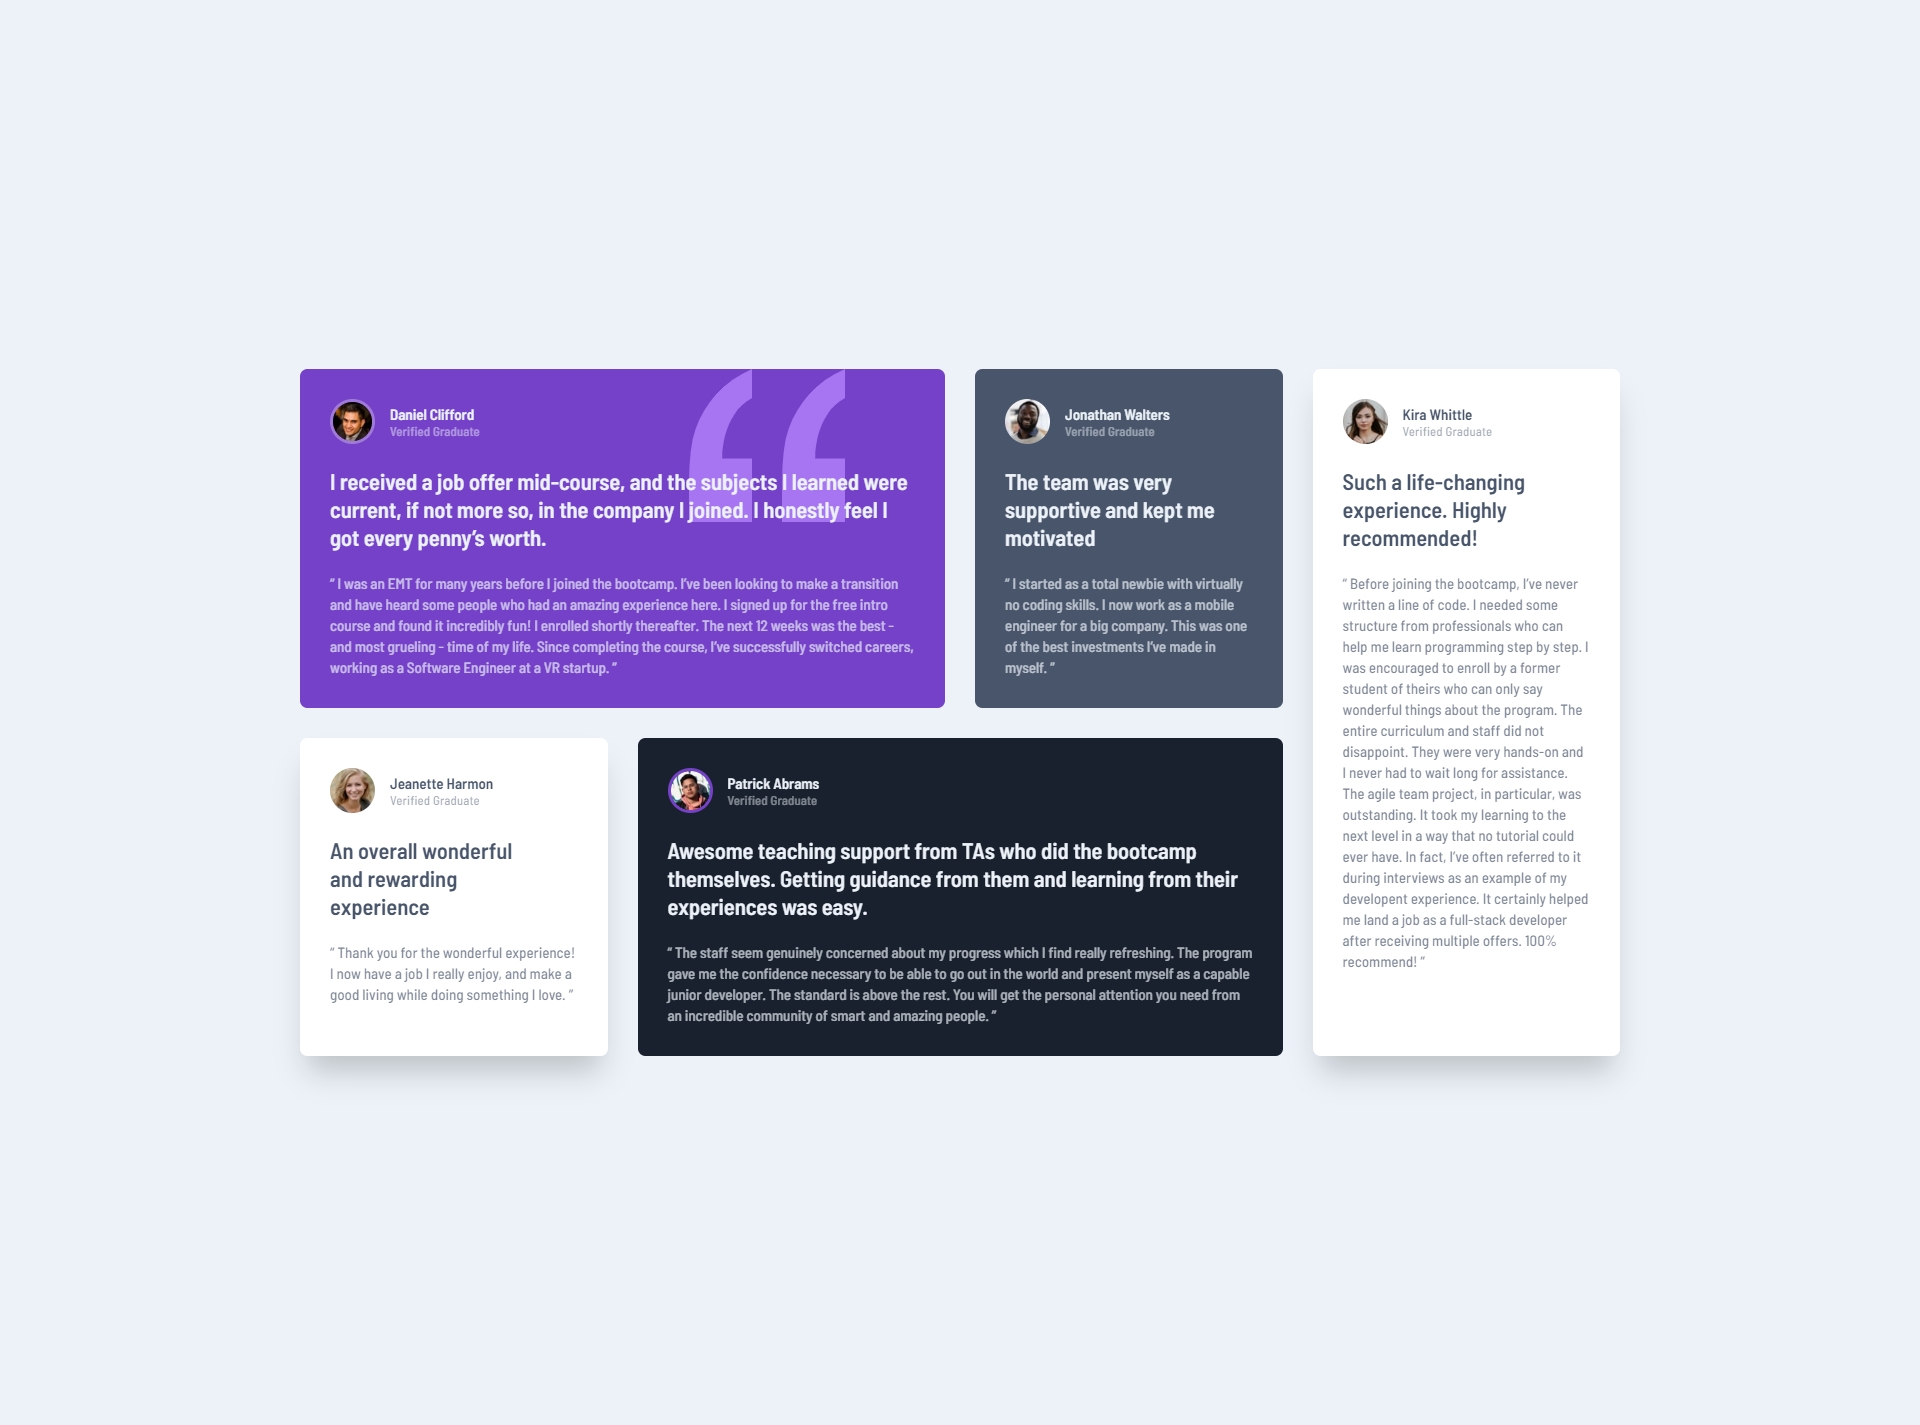 Daniel Clifford
Verified Graduate
I received a job offer mid-course, and the subjects I learned were
current, if not more so, in the company I joined. I honestly feel I
got every penny’s worth.
“ I was an EMT for many years before I joined the bootcamp. I’ve been looking to make a transition
and have heard some people who had an amazing experience here. I signed up for the free intro
course and found it incredibly fun! I enrolled shortly thereafter. The next 12 weeks was the best -
and most grueling - time of my life. Since completing the course, I’ve successfully switched careers,
working as a Software Engineer at a VR startup. ”
Jonathan Walters
Verified Graduate
The team was very
supportive and kept me
motivated
“ I started as a total newbie with virtually
no coding skills. I now work as a mobile
engineer for a big company. This was one
of the best investments I’ve made in
myself. ”
Kira Whittle
Verified Graduate
Such a life-changing
experience. Highly
recommended!
“ Before joining the bootcamp, I’ve never
written a line of code. I needed some
structure from professionals who can
help me learn programming step by step. I
was encouraged to enroll by a former
student of theirs who can only say
wonderful things about the program. The
entire curriculum and staff did not
disappoint. They were very hands-on and
I never had to wait long for assistance.
The agile team project, in particular, was
outstanding. It took my learning to the
next level in a way that no tutorial could
ever have. In fact, I’ve often referred to it
during interviews as an example of my
developent experience. It certainly helped
me land a job as a full-stack developer
after receiving multiple offers. 100%
recommend! ”
Jeanette Harmon
Verified Graduate
An overall wonderful
and rewarding
experience
“ Thank you for the wonderful experience!
I now have a job I really enjoy, and make a
good living while doing something I love. ”
Patrick Abrams
Verified Graduate
Awesome teaching support from TAs who did the bootcamp
themselves. Getting guidance from them and learning from their
experiences was easy.
“ The staff seem genuinely concerned about my progress which I find really refreshing. The program
gave me the confidence necessary to be able to go out in the world and present myself as a capable
junior developer. The standard is above the rest. You will get the personal attention you need from
an incredible community of smart and amazing people. ”